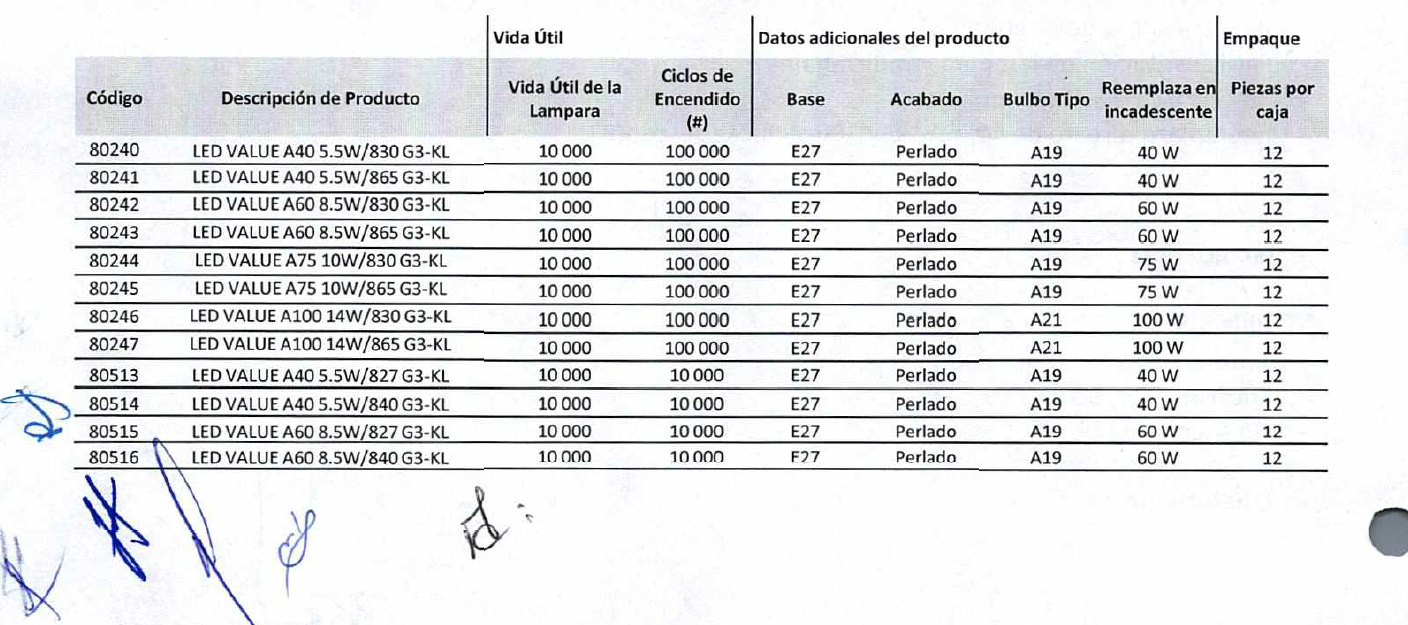 Vida Útil Datos adicionales del producto Empaque
Código Descripción de Producto Vida Útil de la Lampara Ciclos de Encendido (#) Base Acabado Bulbo Tipo Reemplaza en incadescente Piezas por caja
80240 LED VALUE A40 5.5W/830 G3-KL 10 000 100 000 E27 Perlado A19 40 W 12
80241 LED VALUE A40 5.5W/865 G3-KL 10 000 100 000 E27 Perlado A19 40 W 12
80242 LED VALUE A60 8.5W/830 G3-KL 10 000 100 000 E27 Perlado A19 60 W 12
80243 LED VALUE A60 8.5W/865 G3-KL 10 000 100 000 E27 Perlado A19 60 W 12
80244 LED VALUE A75 10W/830 G3-KL 10 000 100 000 E27 Perlado A19 75 W 12
80245 LED VALUE A75 10W/865 G3-KL 10 000 100 000 E27 Perlado A19 75 W 12
80246 LED VALUE A100 14W/830 G3-KL 10 000 100 000 E27 Perlado A21 100 W 12
80247 LED VALUE A100 14W/865 G3-KL 10 000 100 000 E27 Perlado A21 100 W 12
80513 LED VALUE A40 5.5W/827 G3-KL 10 000 10 000 E27 Perlado A19 40 W 12
80514 LED VALUE A40 5.5W/840 G3-KL 10 000 10 000 E27 Perlado A19 40 W 12
80515 LED VALUE A60 8.5W/827 G3-KL 10 000 10 000 E27 Perlado A19 60 W 12
80516 LED VALUE A60 8.5W/840 G3-KL 10 000 10 000 E27 Perlado A19 60 W 12